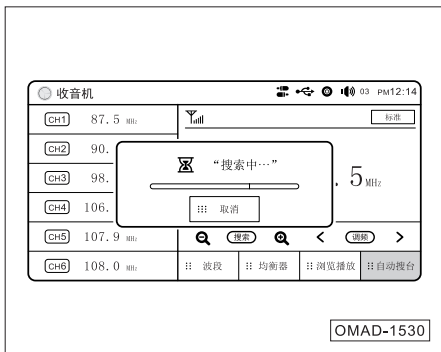 收音机 03 PM12:14
CH1 87.5 MHz 标准
CH2 90.
"搜索中…"
CH3 98. .5 MHz
CH4 106. 取消
CH5 107.9 MHz 搜索 < 调频 >
CH6 108.0 MHz 波段 均衡器 浏览播放 自动搜台
OMAD-1530